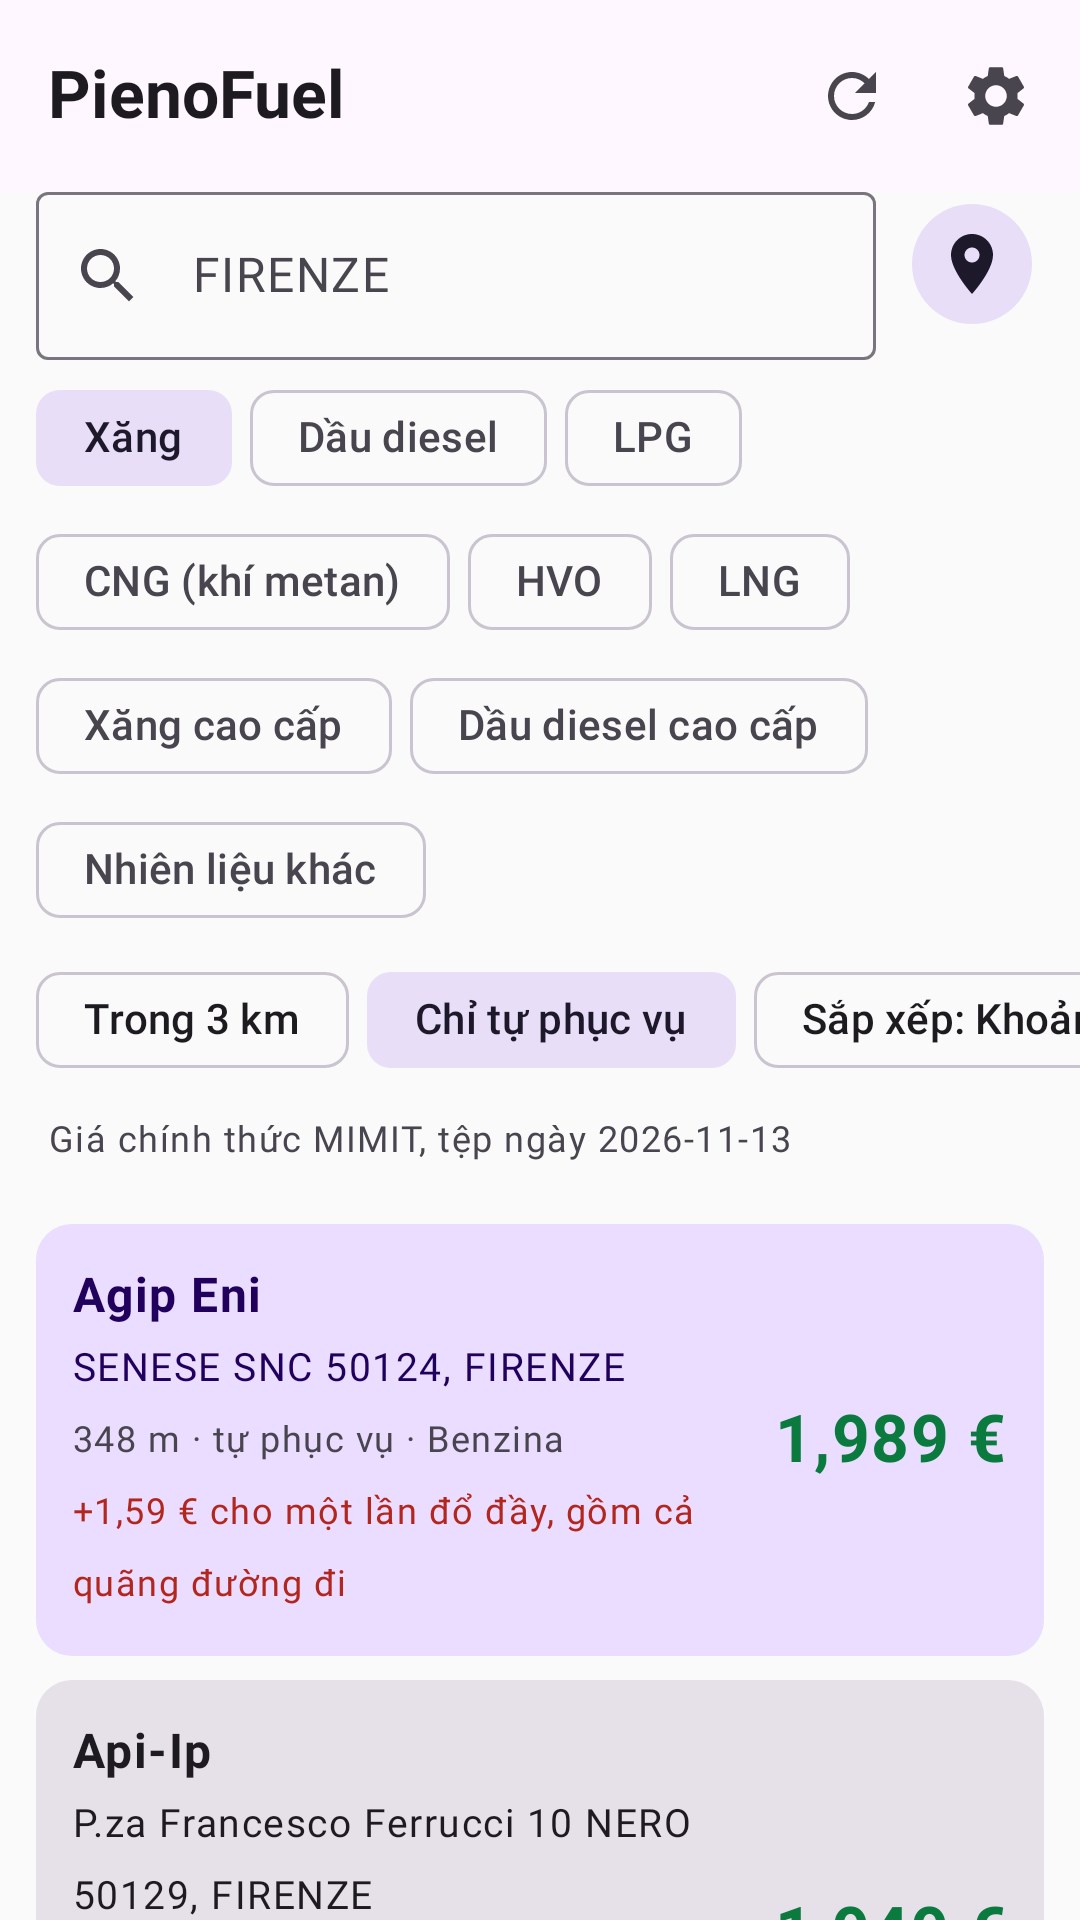 PienoFuel
FIRENZE
Xăng
Dầu diesel
LPG
CNG (khí metan)
HVO
LNG
Xăng cao cấp
Dầu diesel cao cấp
Nhiên liệu khác
Trong 3 km
Chỉ tự phục vụ
Sắp xếp:
Giá chính thức MIMIT, tệp ngày 2026-11-13
Agip Eni
SENESE SNC 50124, FIRENZE
348 m · tự phục vụ · Benzina
1,989 €
+1,59 € cho một lần đổ đầy, gồm cả
quãng đường đi
Api-Ip
P.za Francesco Ferrucci 10 NERO
50129, FIRENZE